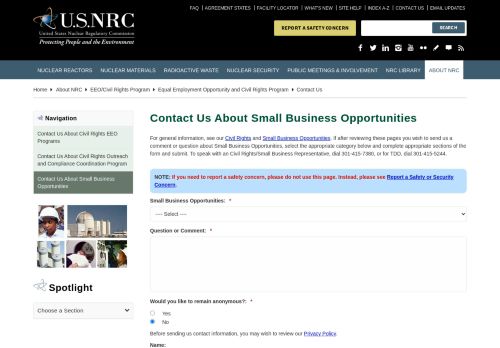 FAQ | AGREEMENT STATES | FACILITY LOCATOR | WHAT'S NEW | SITE HELP | INDEX A-Z | CONTACT US | EMAIL UPDATES
U.S.NRC
United States Nuclear Regulatory Commission
Protecting People and the Environment
REPORT A SAFETY CONCERN
SEARCH
NUCLEAR REACTORS NUCLEAR MATERIALS RADIOACTIVE WASTE NUCLEAR SECURITY PUBLIC MEETINGS & INVOLVEMENT NRC LIBRARY ABOUT NRC
Home About NRC EEO/Civil Rights Program Equal Employment Opportunity and Civil Rights Program Contact Us
Navigation
Contact Us About Civil Rights EEO
Programs
Contact Us About Civil Rights Outreach
and Compliance Coordination Program
Contact Us About Small Business
Opportunities
Spotlight
Choose a Section
Contact Us About Small Business Opportunities
For general information, see our Civil Rights and Small Business Opportunities. If after reviewing these pages you wish to send us a
comment or question about Small Business Opportunities, select the appropriate category below and complete appropriate sections of the
form and submit. To speak with an Civil Rights/Small Business Representative, dial 301-415-7380, or for TDD, dial 301-415-5244.
NOTE: If you need to report a safety concern, please do not use this page. Instead, please see Report a Safety or Security
Concern.
Small Business Opportunities: *
---- Select ----
Question or Comment: *
Would you like to remain anonymous?: *
Yes
No
Before sending us contact information, you may wish to review our Privacy Policy.
Name: